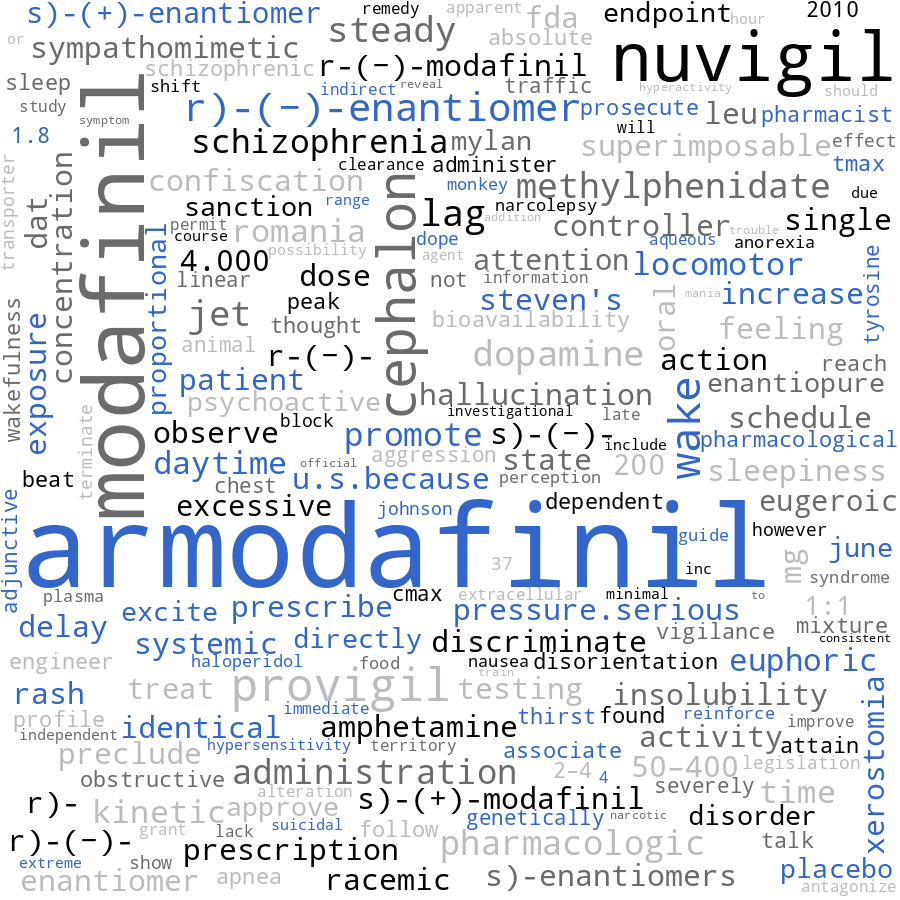 s)-(+)-enantiomer
remedy
apparent
fda
endpoint
hour
2010
or
sympathomimetic
steady
absolute
nuvigil
sleep
schizophrenic
r-(−)-modafinil
shift
indirect
reveal
traffic
hyperactivity
should
study
symptom
r)-(−)-enantiomer
prosecute
leu
pharmacist
1.8
schizophrenia
mylan
will
superimposable
effect
transporter
modafinil
clearance
administer
tmax
confiscation
cephalon
monkey
methylphenidate
due
dat
concentration
sanction
range
lag
narcolepsy
addition
permit
course
romania
controller
trouble
single
proportional
possibility
dope
aqueous
anorexia
4.000
agent
attention
locomotor
tyrosine
linear
dose
not
information
peak
steven's
oral
mania
increase
wakefulness
exposure
jet
thought
bioavailability
feeling
animal
r-(−)-
dopamine
action
reach
patient
hallucination
wake
enantiopure
psychoactive
investigational
late
terminate
block
schedule
observe
promote
s)-(−)-
include
pharmacological
daytime
official
aggression
state
200
sleepiness
beat
chest
u.s.because
perception
adjunctive
excessive
johnson
dependent
eugeroic
armodafinil
guide
however
37
inc
mg
june
syndrome
plasma
cmax
extracellular
minimal
to
excite
prescribe
pressure.serious
1:1
delay
systemic
directly
discriminate
vigilance
mixture
consistent
engineer
haloperidol
food
nausea
disorientation
euphoric
train
rash
treat
provigil
testing
insolubility
xerostomia
profile
immediate
independent
identical
amphetamine
thirst
found
reinforce
improve
preclude
hypersensitivity
territory
associate
activity
attain
obstructive
administration
2–4
4
50–400
legislation
alteration
severely
time
r)-
kinetic
approve
s)-(+)-modafinil
genetically
narcotic
disorder
r)-(−)-
grant
lack
suicidal
follow
pharmacologic
talk
extreme
show
prescription
placebo
enantiomer
apnea
racemic
s)-enantiomers
antagonize